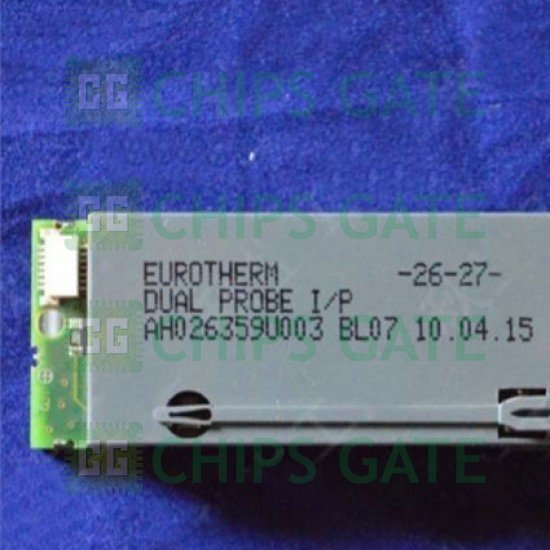 CHIPS GATE
CHIPS GATE
EUROTHERM -26-27-
DUAL PROBE I/P
AH026359U003 BL07 10.04.15
CHIPS GATE
CHIPS GATE